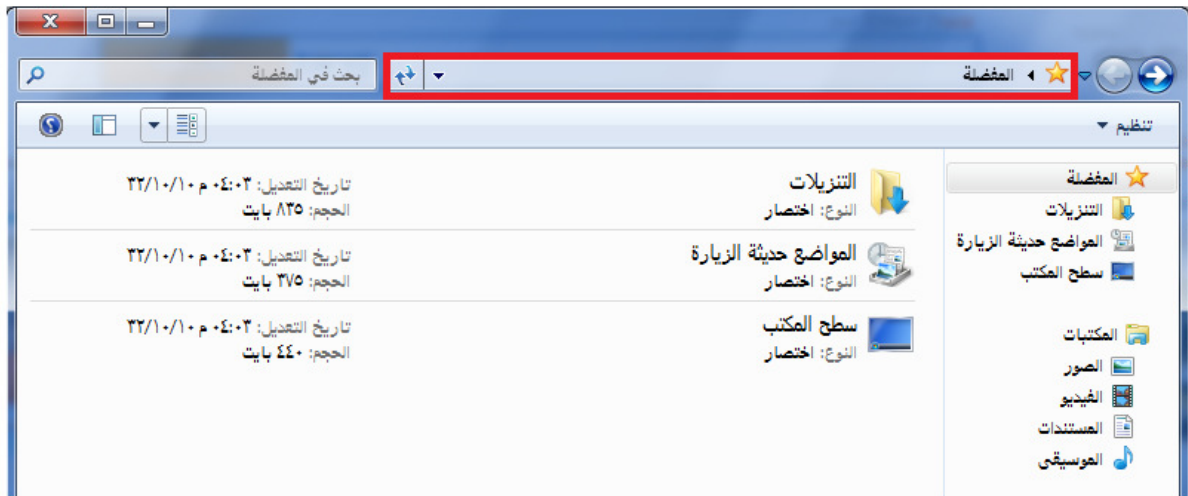 المفضلة
بحث في المفضلة
تنظيم
المفضلة
التنزيلات
المواضع حديثة الزيارة
سطح المكتب
المكتبات
الصور
الفيديو
المستندات
الموسيقى
التنزيلات
النوع: اختصار
تاريخ التعديل: ٠٤:٠٣ م ٣٢/١٠/١٠
الحجم: ٨٣٥ بايت
المواضع حديثة الزيارة
النوع: اختصار
تاريخ التعديل: ٠٤:٠٣ م ٣٢/١٠/١٠
الحجم: ٣٧٥ بايت
سطح المكتب
النوع: اختصار
تاريخ التعديل: ٠٤:٠٣ م ٣٢/١٠/١٠
الحجم: ٤٤٠ بايت